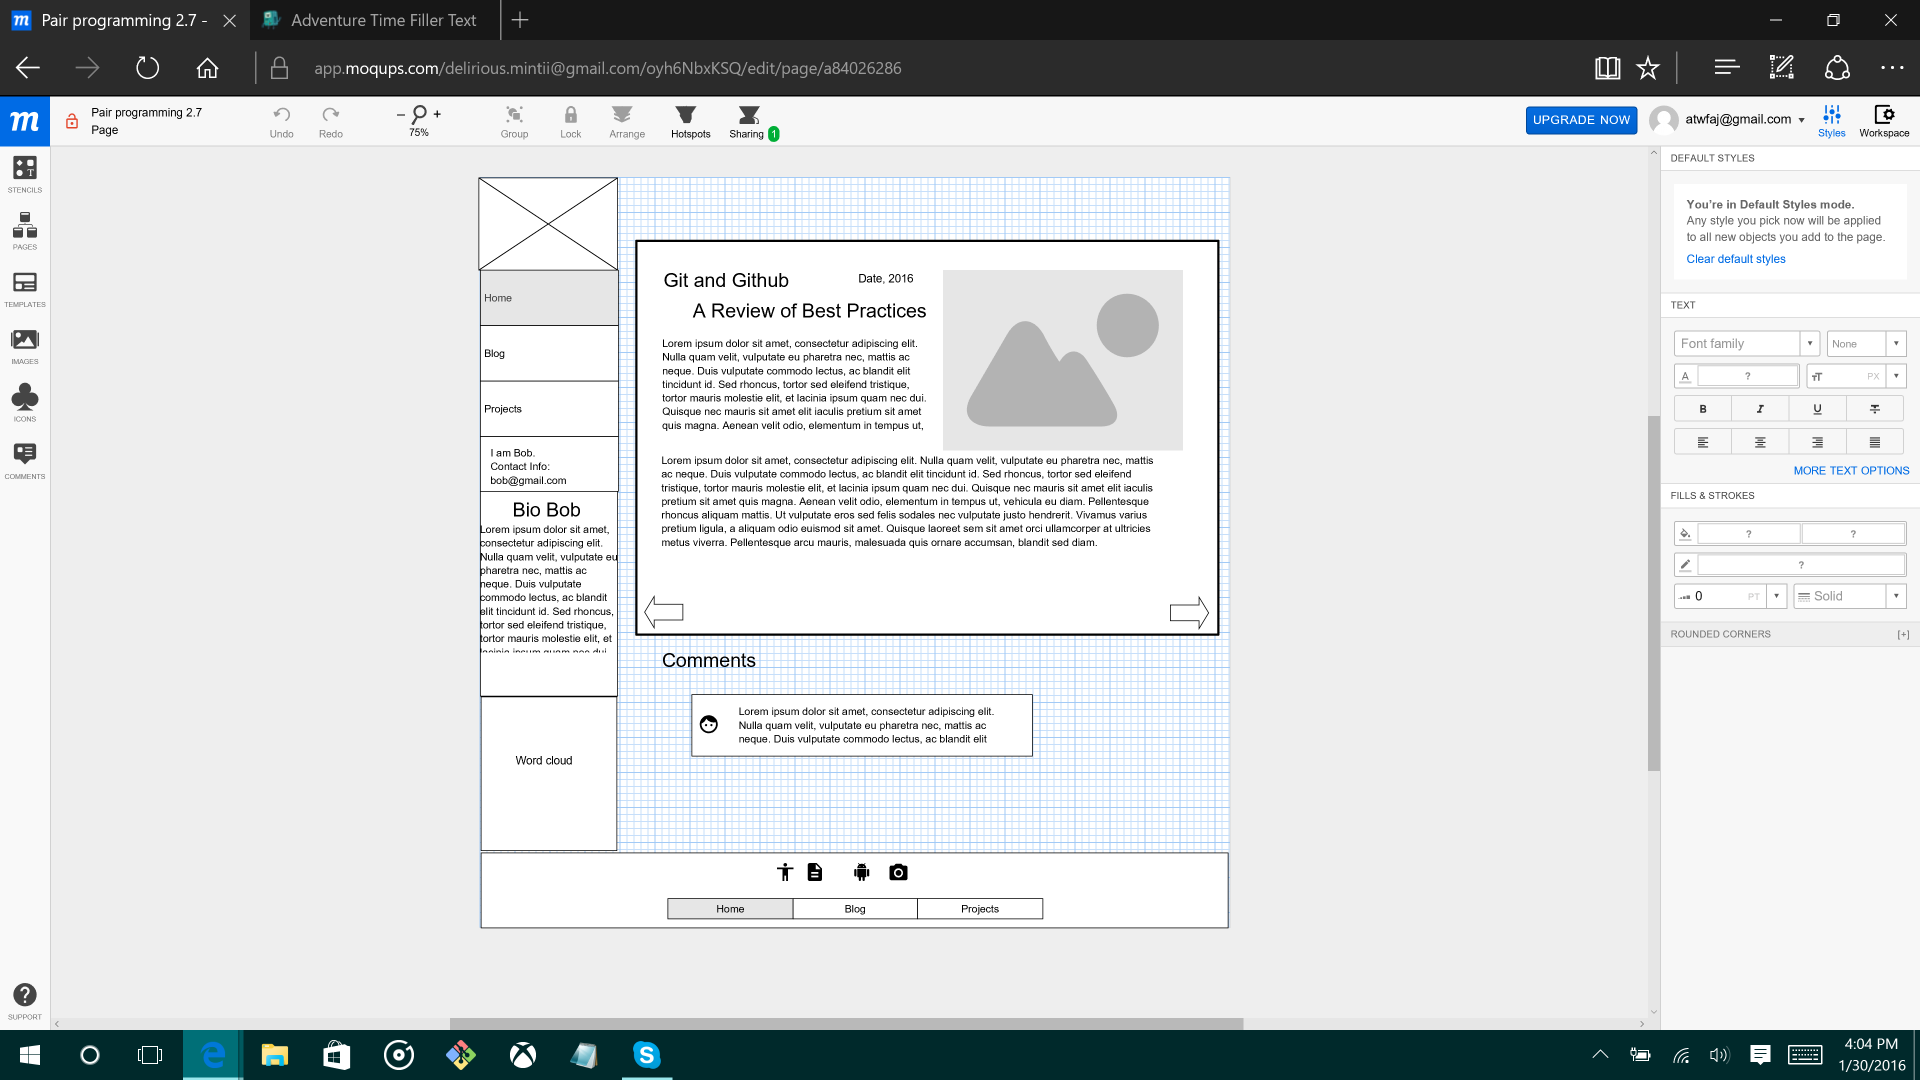 Pair programming 2.7 -
Adventure Time Filler Text
app.moqups.com/delirious.mintii@gmail.com/oyh6NbxKSQ/edit/page/a84026286
m
Pair programming 2.7
Page
Undo
Redo
75%
Group
Lock
Arrange
Hotspots
Sharing 1
UPGRADE NOW
atwfaj@gmail.com
Styles
Workspace
STENCILS
PAGES
TEMPLATES
IMAGES
ICONS
COMMENTS
SUPPORT
Home
Blog
Projects
I am Bob.
Contact Info:
bob@gmail.com
Bio Bob
Lorem ipsum dolor sit amet,
consectetur adipiscing elit.
Nulla quam velit, vulputate eu
pharetra nec, mattis ac
neque. Duis vulputate
commodo lectus, ac blandit
elit tincidunt id. Sed rhoncus,
tortor sed eleifend tristique,
tortor mauris molestie elit, et
lacinia ipsum quam nec dui.
Word cloud
Git and Github
Date, 2016
A Review of Best Practices
Lorem ipsum dolor sit amet, consectetur adipiscing elit.
Nulla quam velit, vulputate eu pharetra nec, mattis ac
neque. Duis vulputate commodo lectus, ac blandit elit
tincidunt id. Sed rhoncus, tortor sed eleifend tristique,
tortor mauris molestie elit, et lacinia ipsum quam nec dui.
Quisque nec mauris sit amet elit iaculis pretium sit amet
quis magna. Aenean velit odio, elementum in tempus ut,
Lorem ipsum dolor sit amet, consectetur adipiscing elit. Nulla quam velit, vulputate eu pharetra nec, mattis
ac neque. Duis vulputate commodo lectus, ac blandit elit tincidunt id. Sed rhoncus, tortor sed eleifend
tristique, tortor mauris molestie elit, et lacinia ipsum quam nec dui. Quisque nec mauris sit amet elit iaculis
pretium sit amet quis magna. Aenean velit odio, elementum in tempus ut, vehicula eu diam. Pellentesque
rhoncus aliquam mattis. Ut vulputate eros sed felis sodales nec vulputate justo hendrerit. Vivamus varius
pretium ligula, a aliquam odio euismod sit amet. Quisque laoreet sem sit amet orci ullamcorper at ultricies
metus viverra. Pellentesque arcu mauris, malesuada quis ornare accumsan, blandit sed diam.
Comments
Lorem ipsum dolor sit amet, consectetur adipiscing elit.
Nulla quam velit, vulputate eu pharetra nec, mattis ac
neque. Duis vulputate commodo lectus, ac blandit elit
Home
Blog
Projects
DEFAULT STYLES
You're in Default Styles mode.
Any style you pick now will be applied
to all new objects you add to the page.
Clear default styles
TEXT
Font family
None
A ?
TT PX
B I U T
MORE TEXT OPTIONS
FILLS & STROKES
? ?
?
0 PT
Solid
ROUNDED CORNERS [+]
4:04 PM
1/30/2016